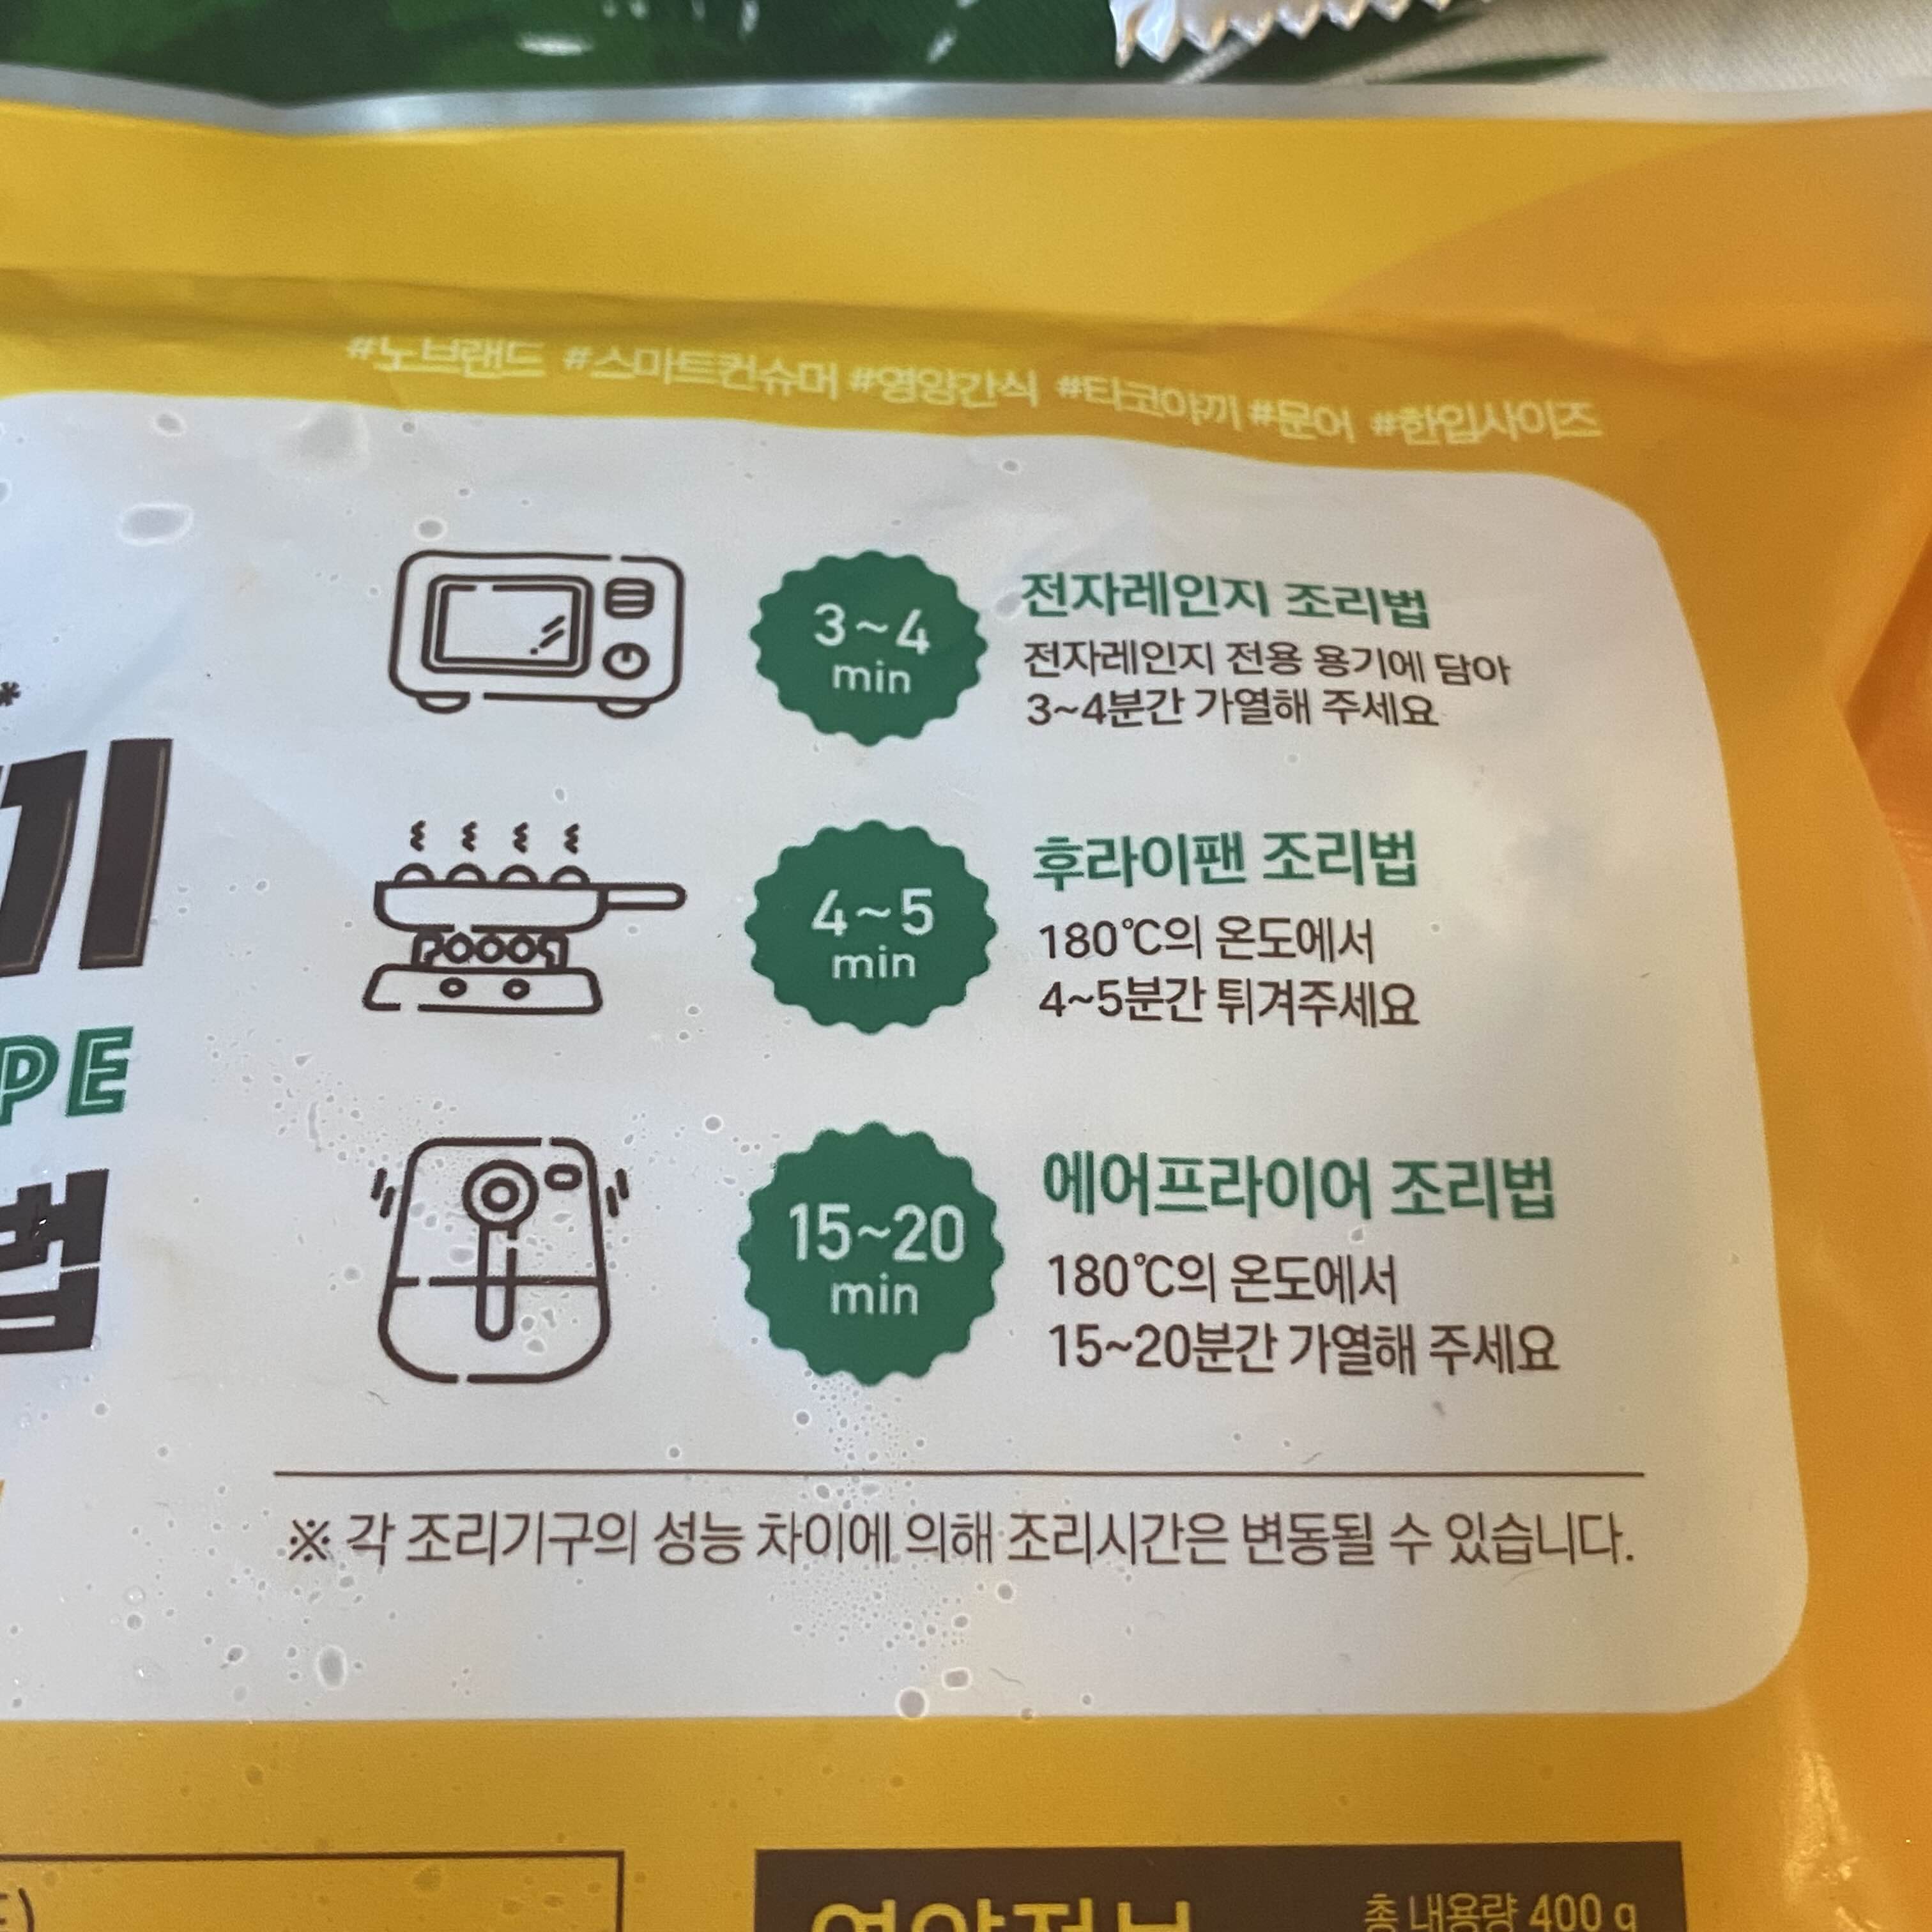 #노브랜드 #스마트컨슈머 #영양간식 #타코야끼 #문어 #한입사이즈
3~4
min
전자레인지 조리법
전자레인지 전용 용기에 담아
3~4분간 가열해 주세요
끼
4~5
min
후라이팬 조리법
180℃의 온도에서
4~5분간 튀겨주세요
PE
법
15~20
min
에어프라이어 조리법
180℃의 온도에서
15~20분간 가열해 주세요
※ 각 조리기구의 성능 차이에 의해 조리시간은 변동될 수 있습니다.
영양정보
총 내용량 400 g